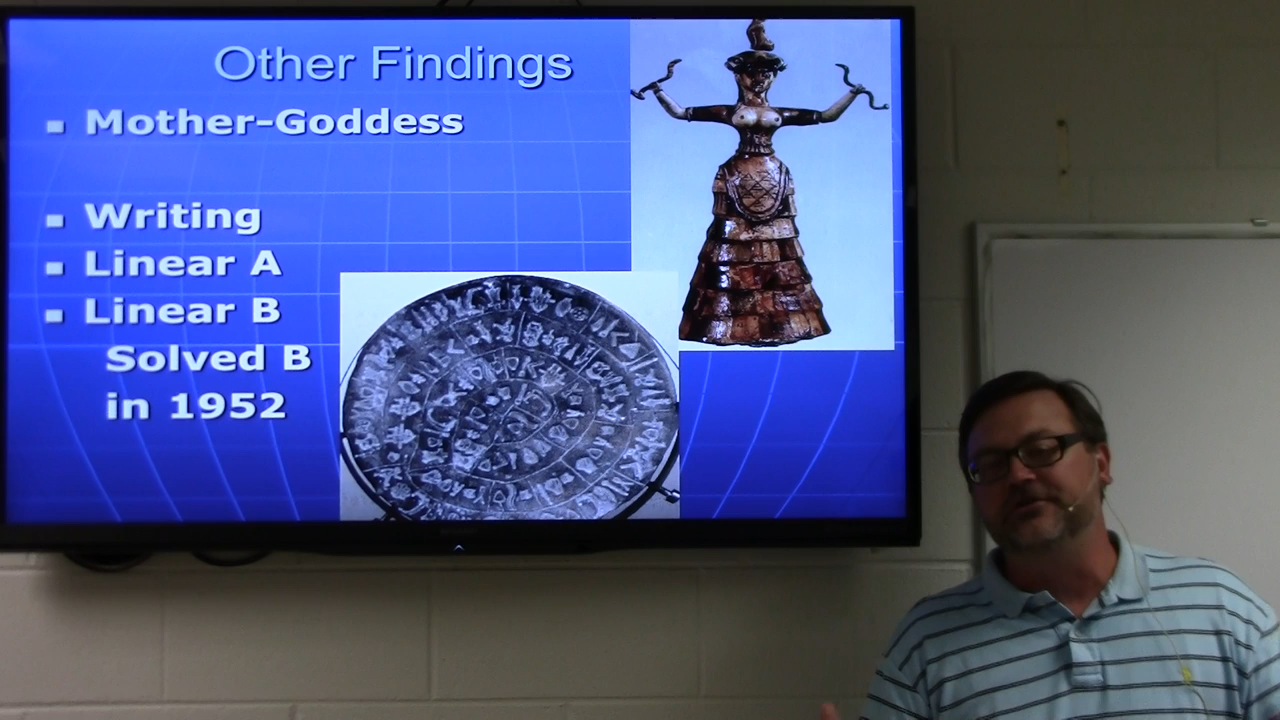 Other Findings
Mother-Goddess
Writing
Linear A
Linear B
Solved B
in 1952